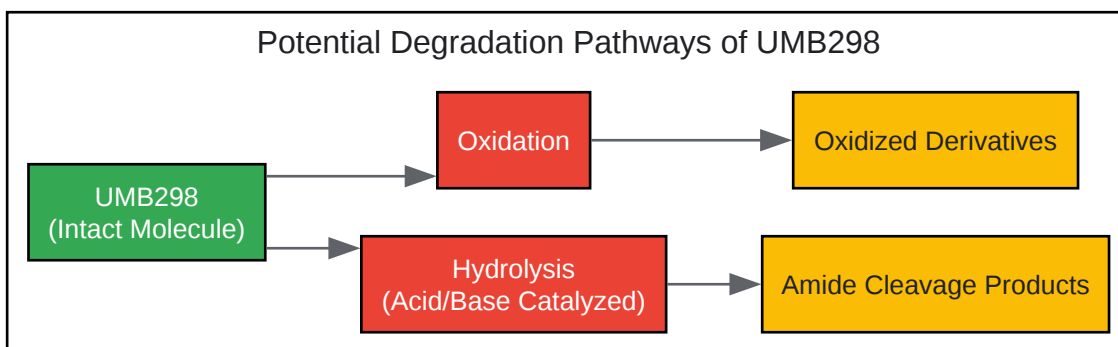 Potential Degradation Pathways of UMB298
Oxidation
Oxidized Derivatives
UMB298
(Intact Molecule)
Hydrolysis
(Acid/Base Catalyzed)
Amide Cleavage Products